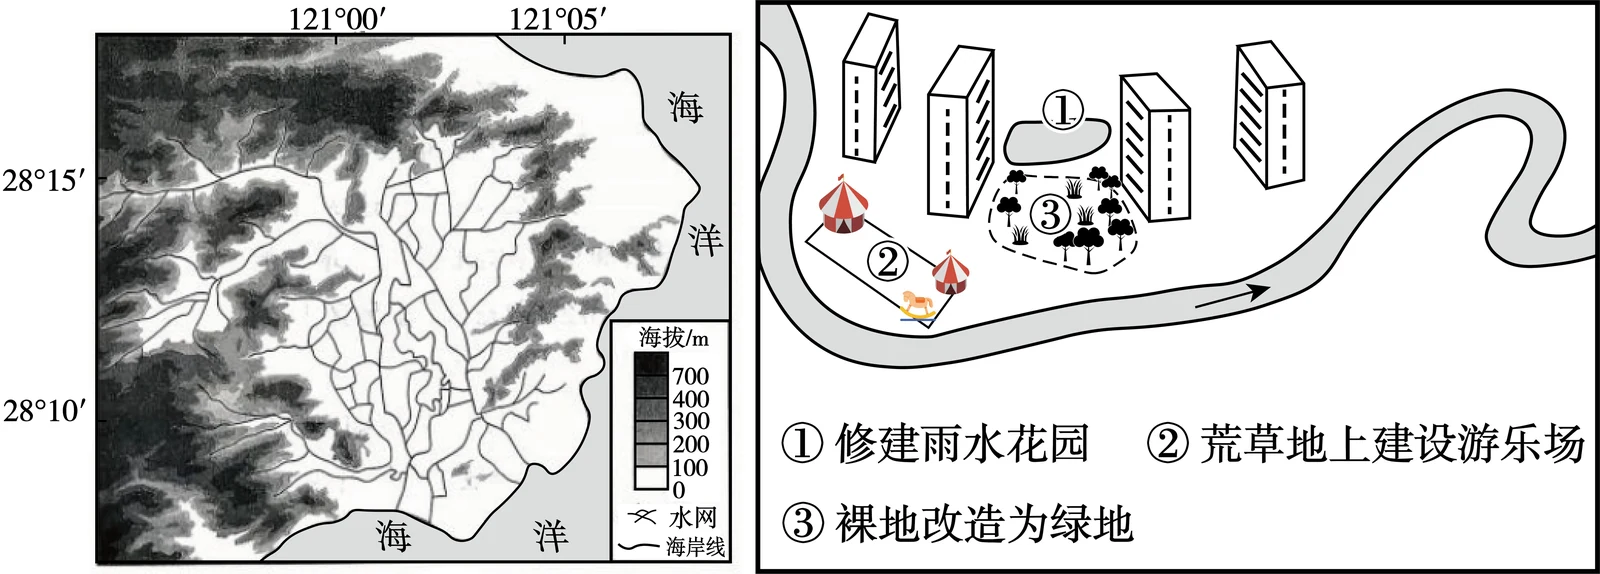 121°00′ 121°05′
28°15′
28°10′
海
洋
海拔/m
700
400
300
200
100
0
水网
海岸线
海 洋
①
②
③
① 修建雨水花园 ② 荒草地上建设游乐场
③ 裸地改造为绿地